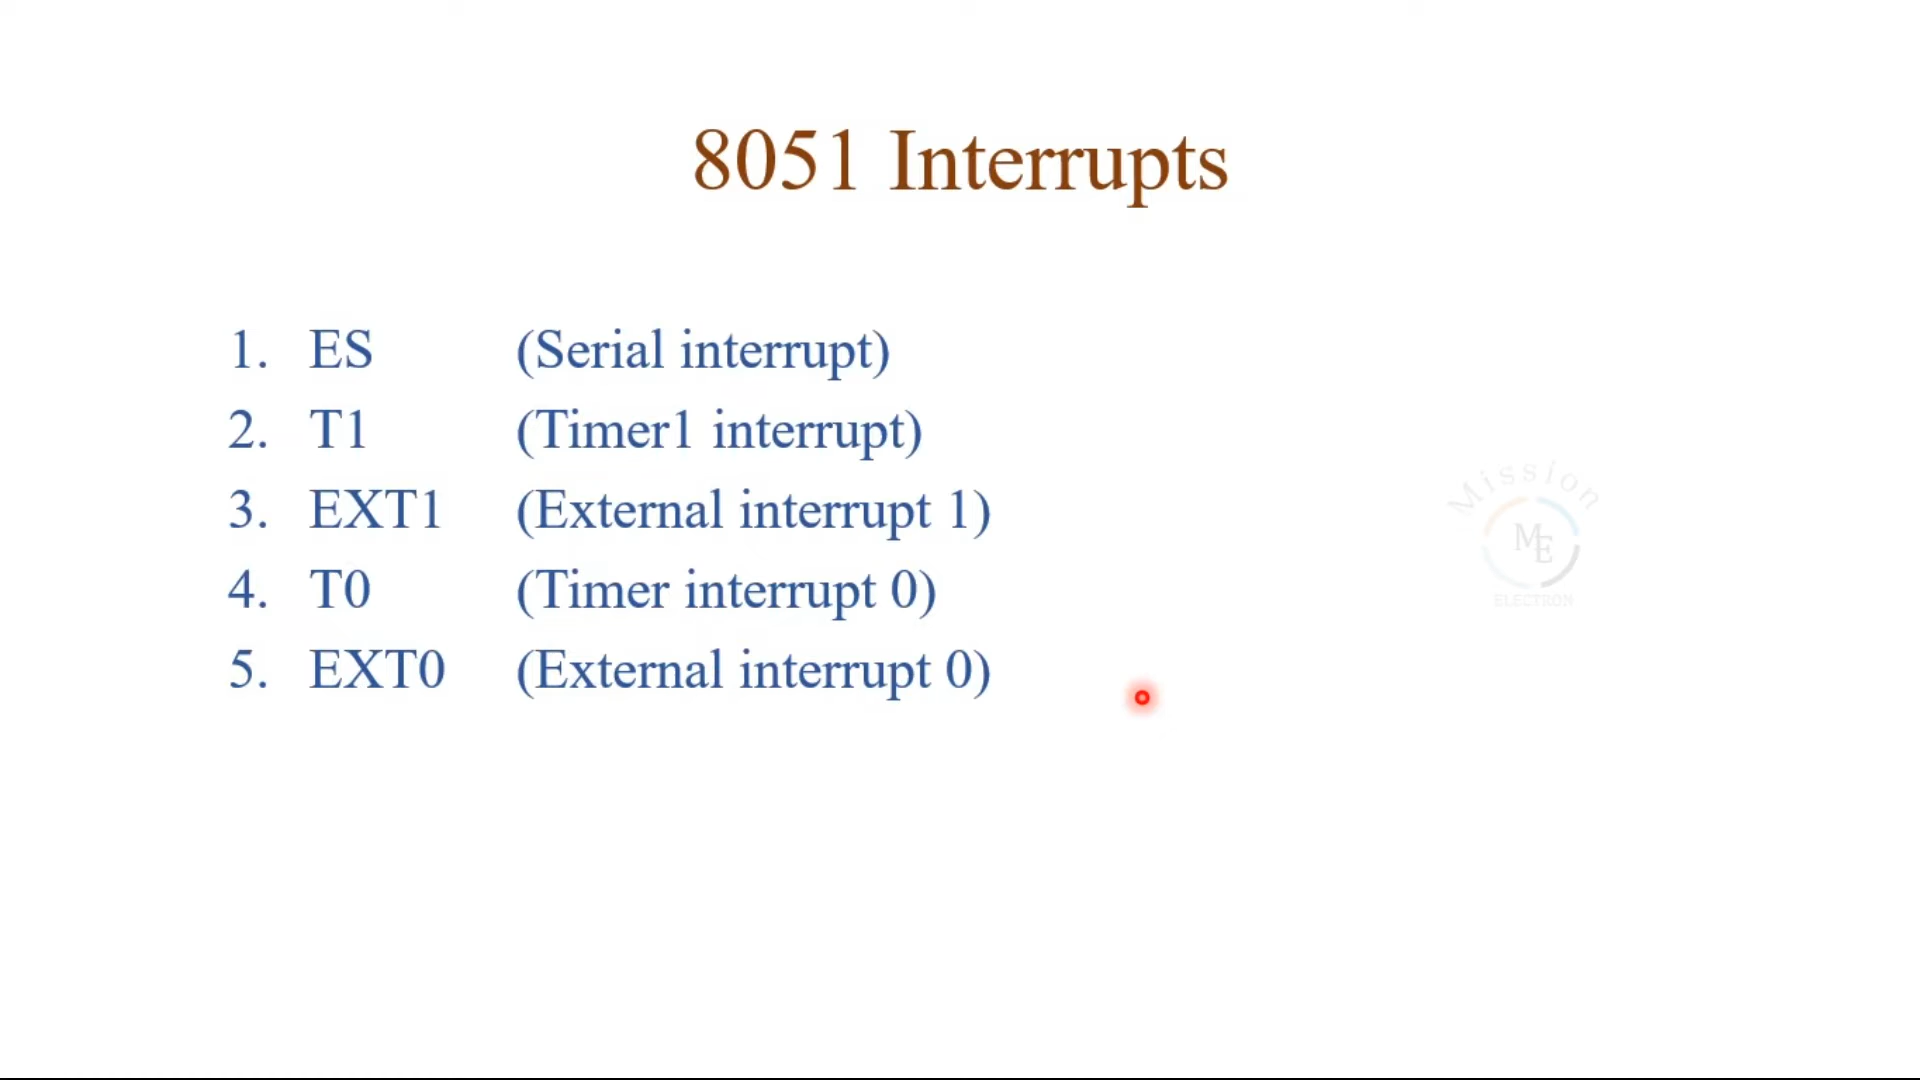 8051 Interrupts
1. ES (Serial interrupt)
2. T1 (Timer1 interrupt)
3. EXT1 (External interrupt 1)
4. T0 (Timer interrupt 0)
5. EXT0 (External interrupt 0)
Mission
ME
ELECTRON